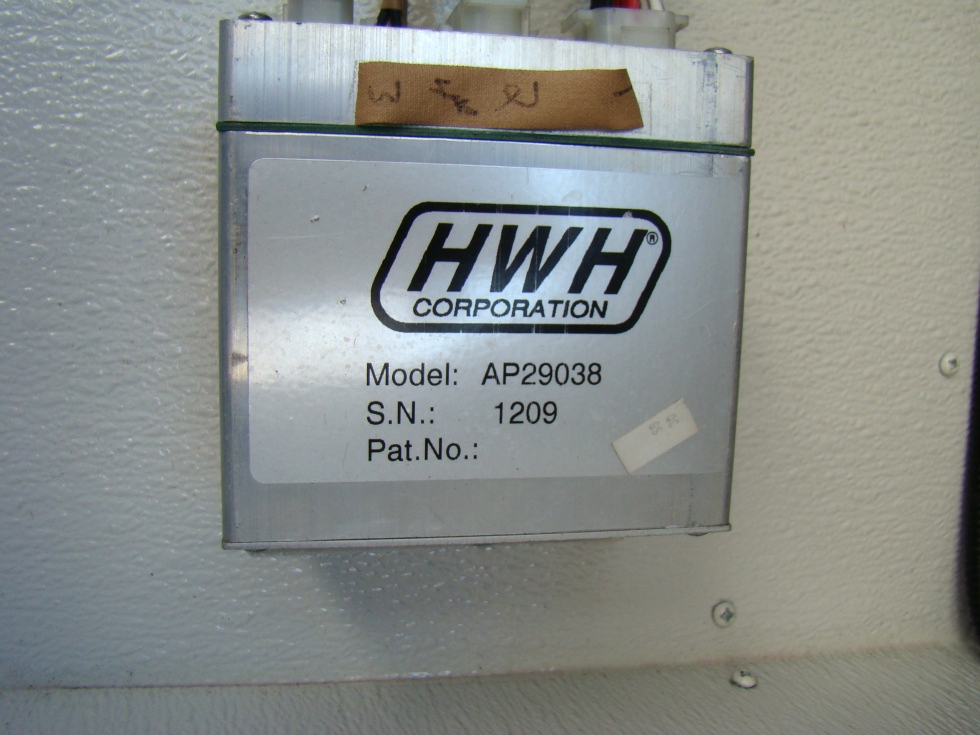 HWH®
CORPORATION
Model: AP29038
S.N.: 1209
Pat.No.: